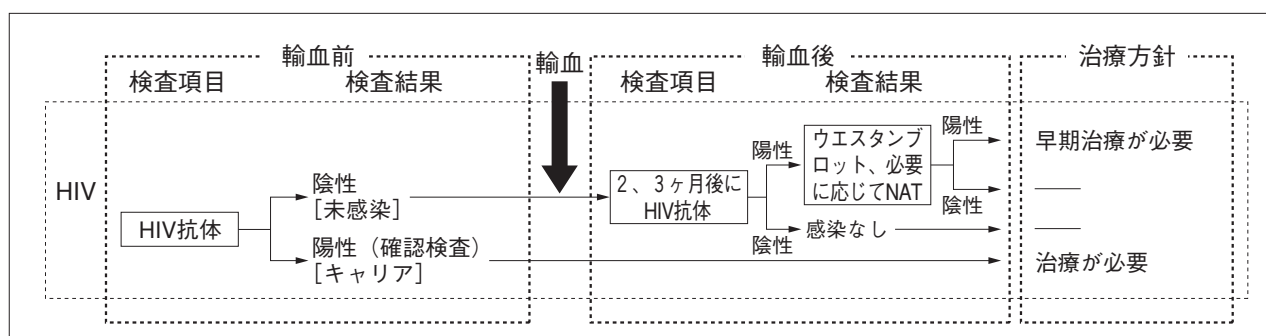 輸血前
輸血
輸血後
治療方針
検査項目
検査結果
検査項目
検査結果
HIV
HIV抗体
陰性
[未感染]
陽性（確認検査）
[キャリア]
2、3ヶ月後に
HIV抗体
陽性
陰性
ウエスタンブ
ロット、必要
に応じてNAT
感染なし
陽性
陰性
早期治療が必要
――
――
治療が必要